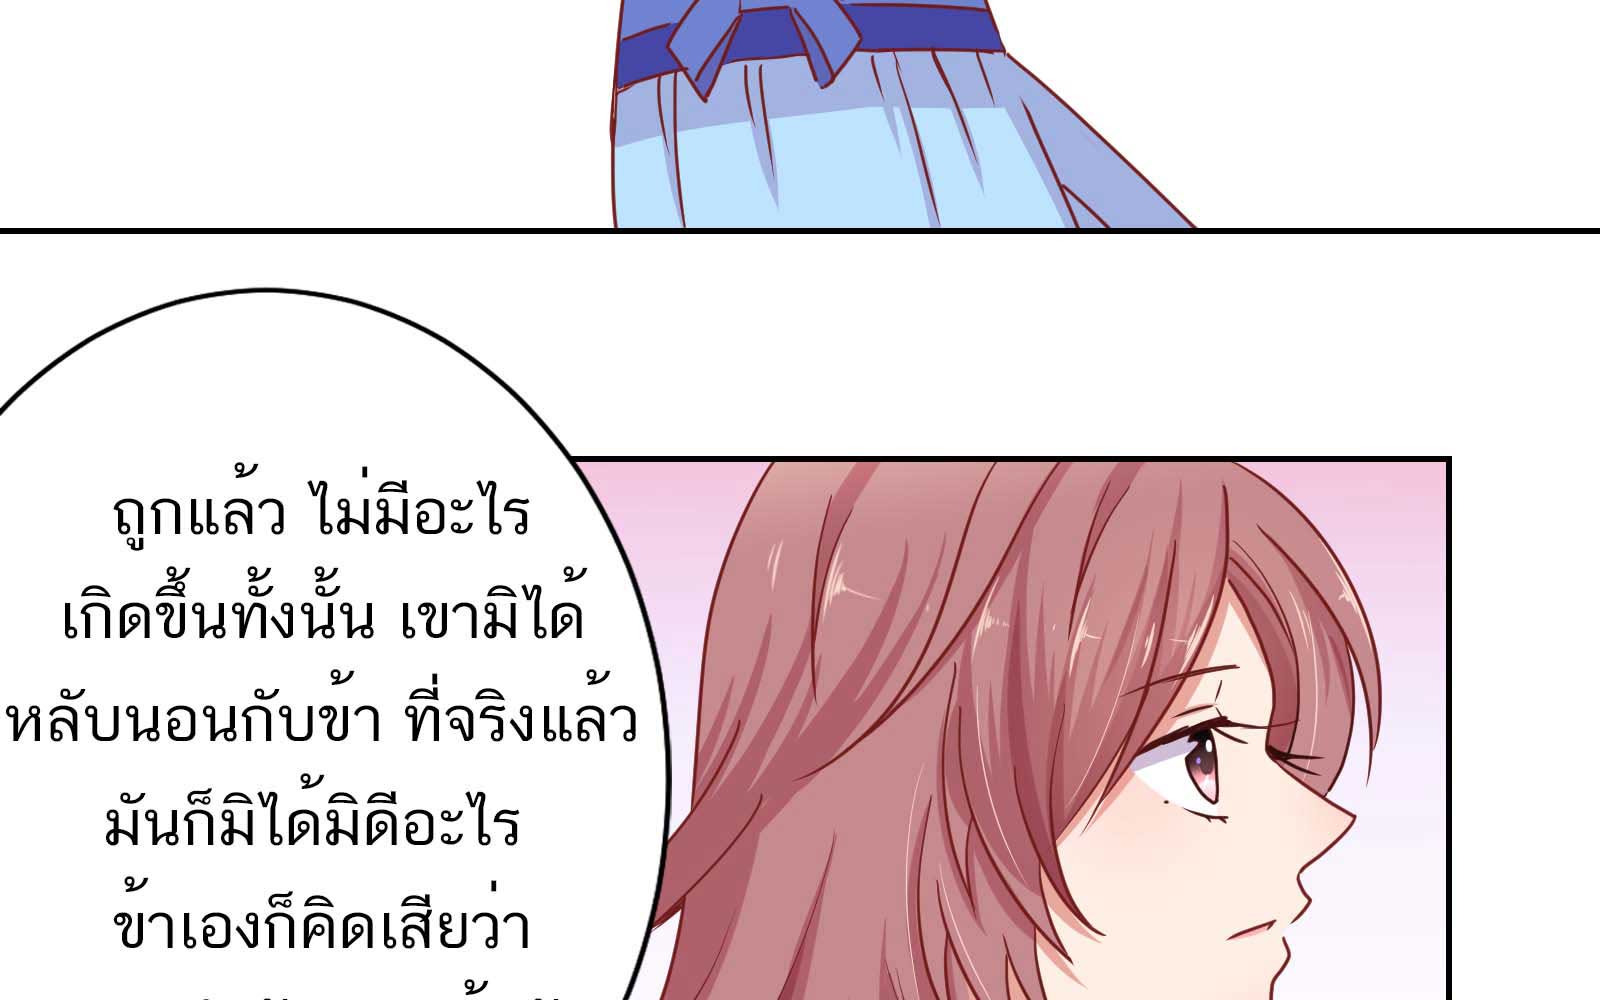 ถูกแล้ว ไม่มีอะไร
เกิดขึ้นทั้งนั้น เขามิได้
หลับนอนกับข้า ที่จริงแล้ว
มันก็มิได้มิดีอะไร
ข้าเองก็คิดเสียว่า